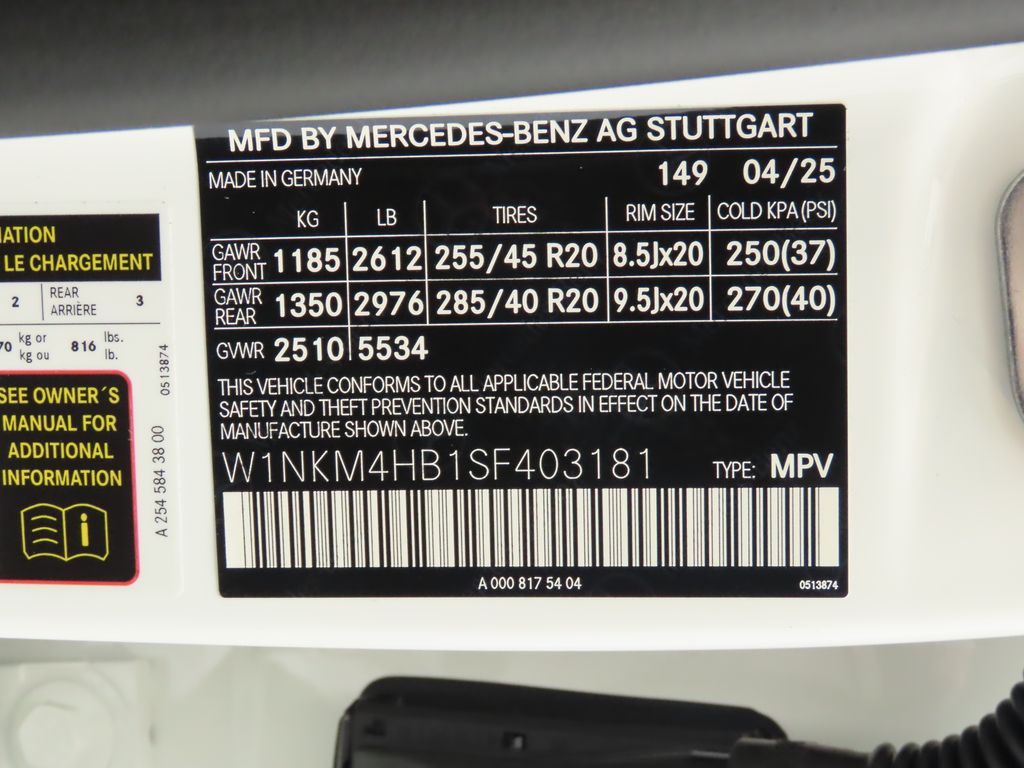 MFD BY MERCEDES-BENZ AG STUTTGART
MADE IN GERMANY 149 04/25
KG LB TIRES RIM SIZE COLD KPA (PSI)
GAWR FRONT 1185 2612 255/45 R20 8.5Jx20 250(37)
GAWR REAR 1350 2976 285/40 R20 9.5Jx20 270(40)
GVWR 2510 5534
THIS VEHICLE CONFORMS TO ALL APPLICABLE FEDERAL MOTOR VEHICLE
SAFETY AND THEFT PREVENTION STANDARDS IN EFFECT ON THE DATE OF
MANUFACTURE SHOWN ABOVE.
W1NKM4HB1SF403181 TYPE: MPV
A 000 817 54 04 0513874
LE CHARGEMENT
2 REAR ARRIÈRE 3
kg or kg ou 816 lbs. lb.
SEE OWNER´S
MANUAL FOR
ADDITIONAL
INFORMATION
i
A 254 584 38 00 0513874